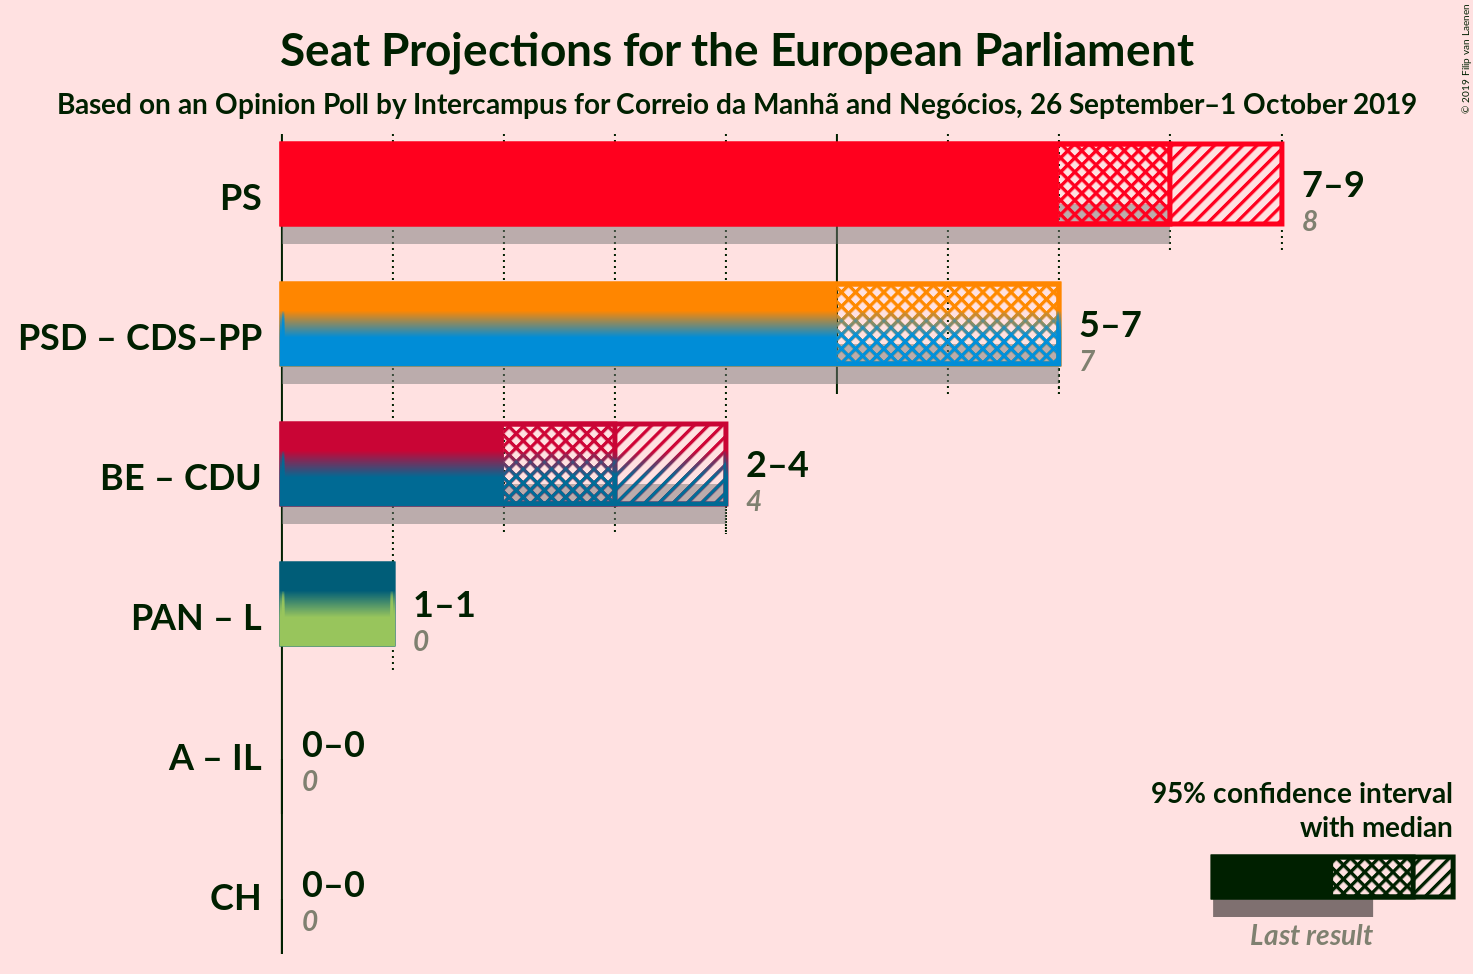 Seat Projections for the European Parliament
Based on an Opinion Poll by Intercampus for Correio da Manhã and Negócios, 26 September–1 October 2019
© 2019 Filip van Laenen
PS
7–9
8
PSD – CDS–PP
5–7
7
BE – CDU
2–4
4
PAN – L
1–1
0
A – IL
0–0
0
CH
0–0
0
95% confidence interval
with median
Last result